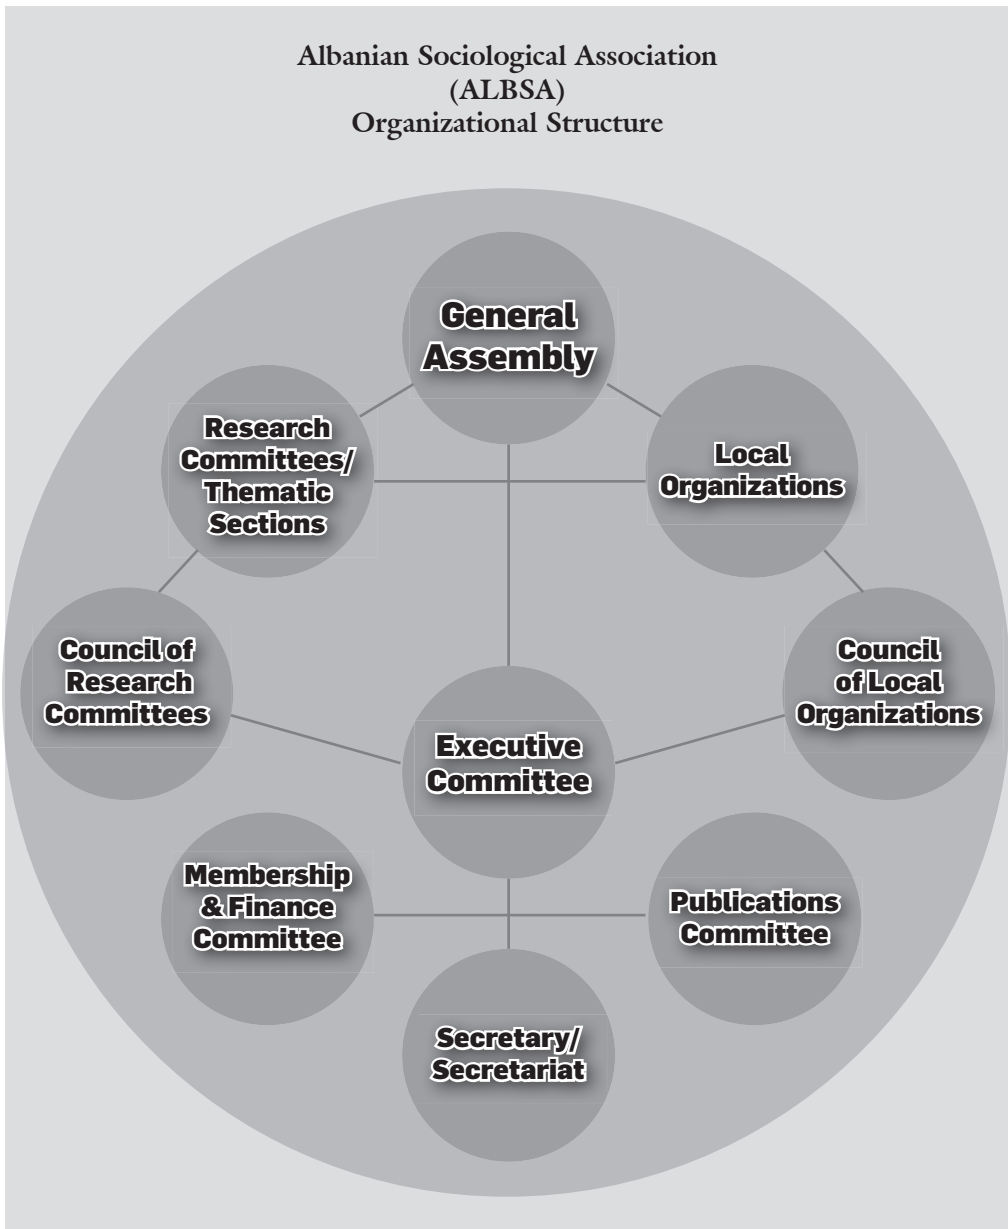 Albanian Sociological Association
(ALBSA)
Organizational Structure
General
Assembly
Research
Committees/
Thematic
Sections
Local
Organizations
Council of
Research
Committees
Council
of Local
Organizations
Executive
Committee
Membership
& Finance
Committee
Publications
Committee
Secretary/
Secretariat